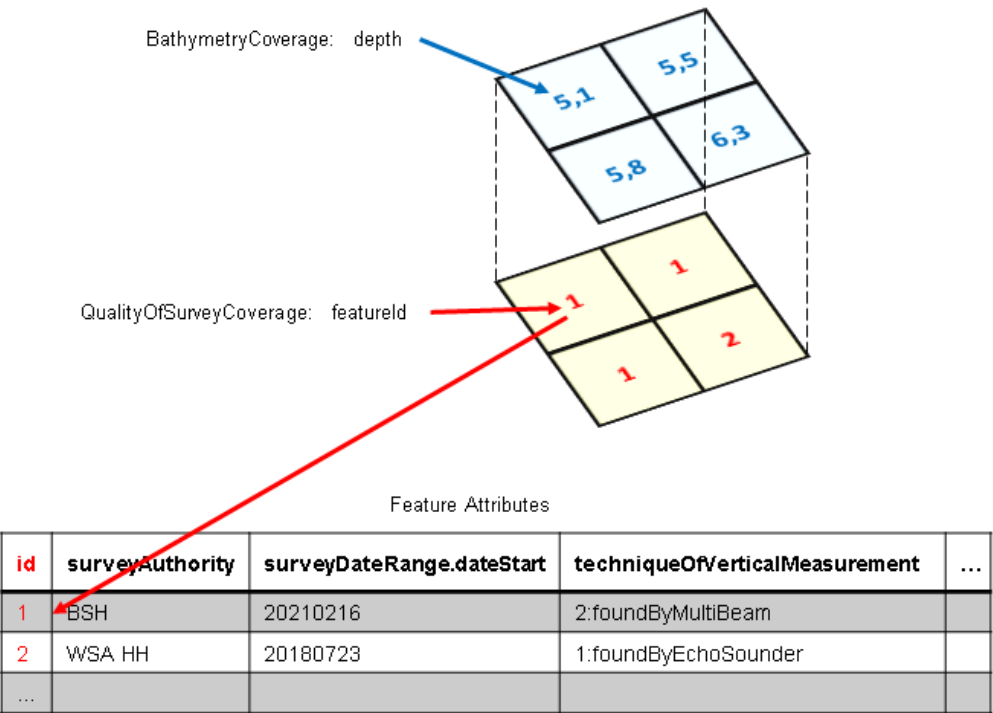 BathymetryCoverage: depth
5,5
5,1
6,3
5,8
1
QualityOfSurveyCoverage: featureId
1
2
1
Feature Attributes
id surveyAuthority surveyDateRange.dateStart techniqueOfVerticalMeasurement ...
1 BSH 20210216 2:foundByMultiBeam
2 WSA HH 20180723 1:foundByEchoSounder
...